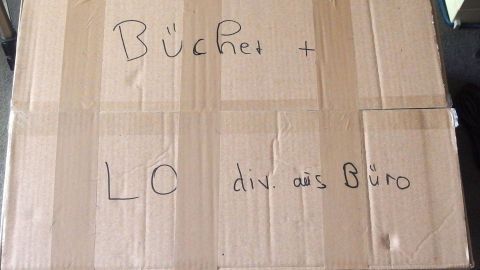 Bücher +
LO div. aus Büro